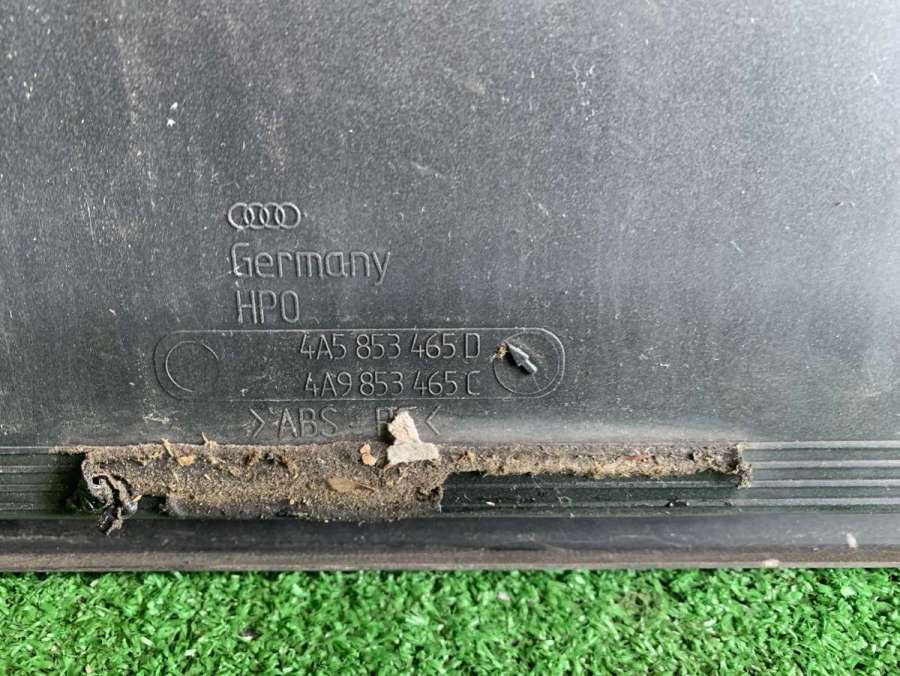 Germany
HPO
4A5 853 465 D
4A9 853 465 C
>ABS - <